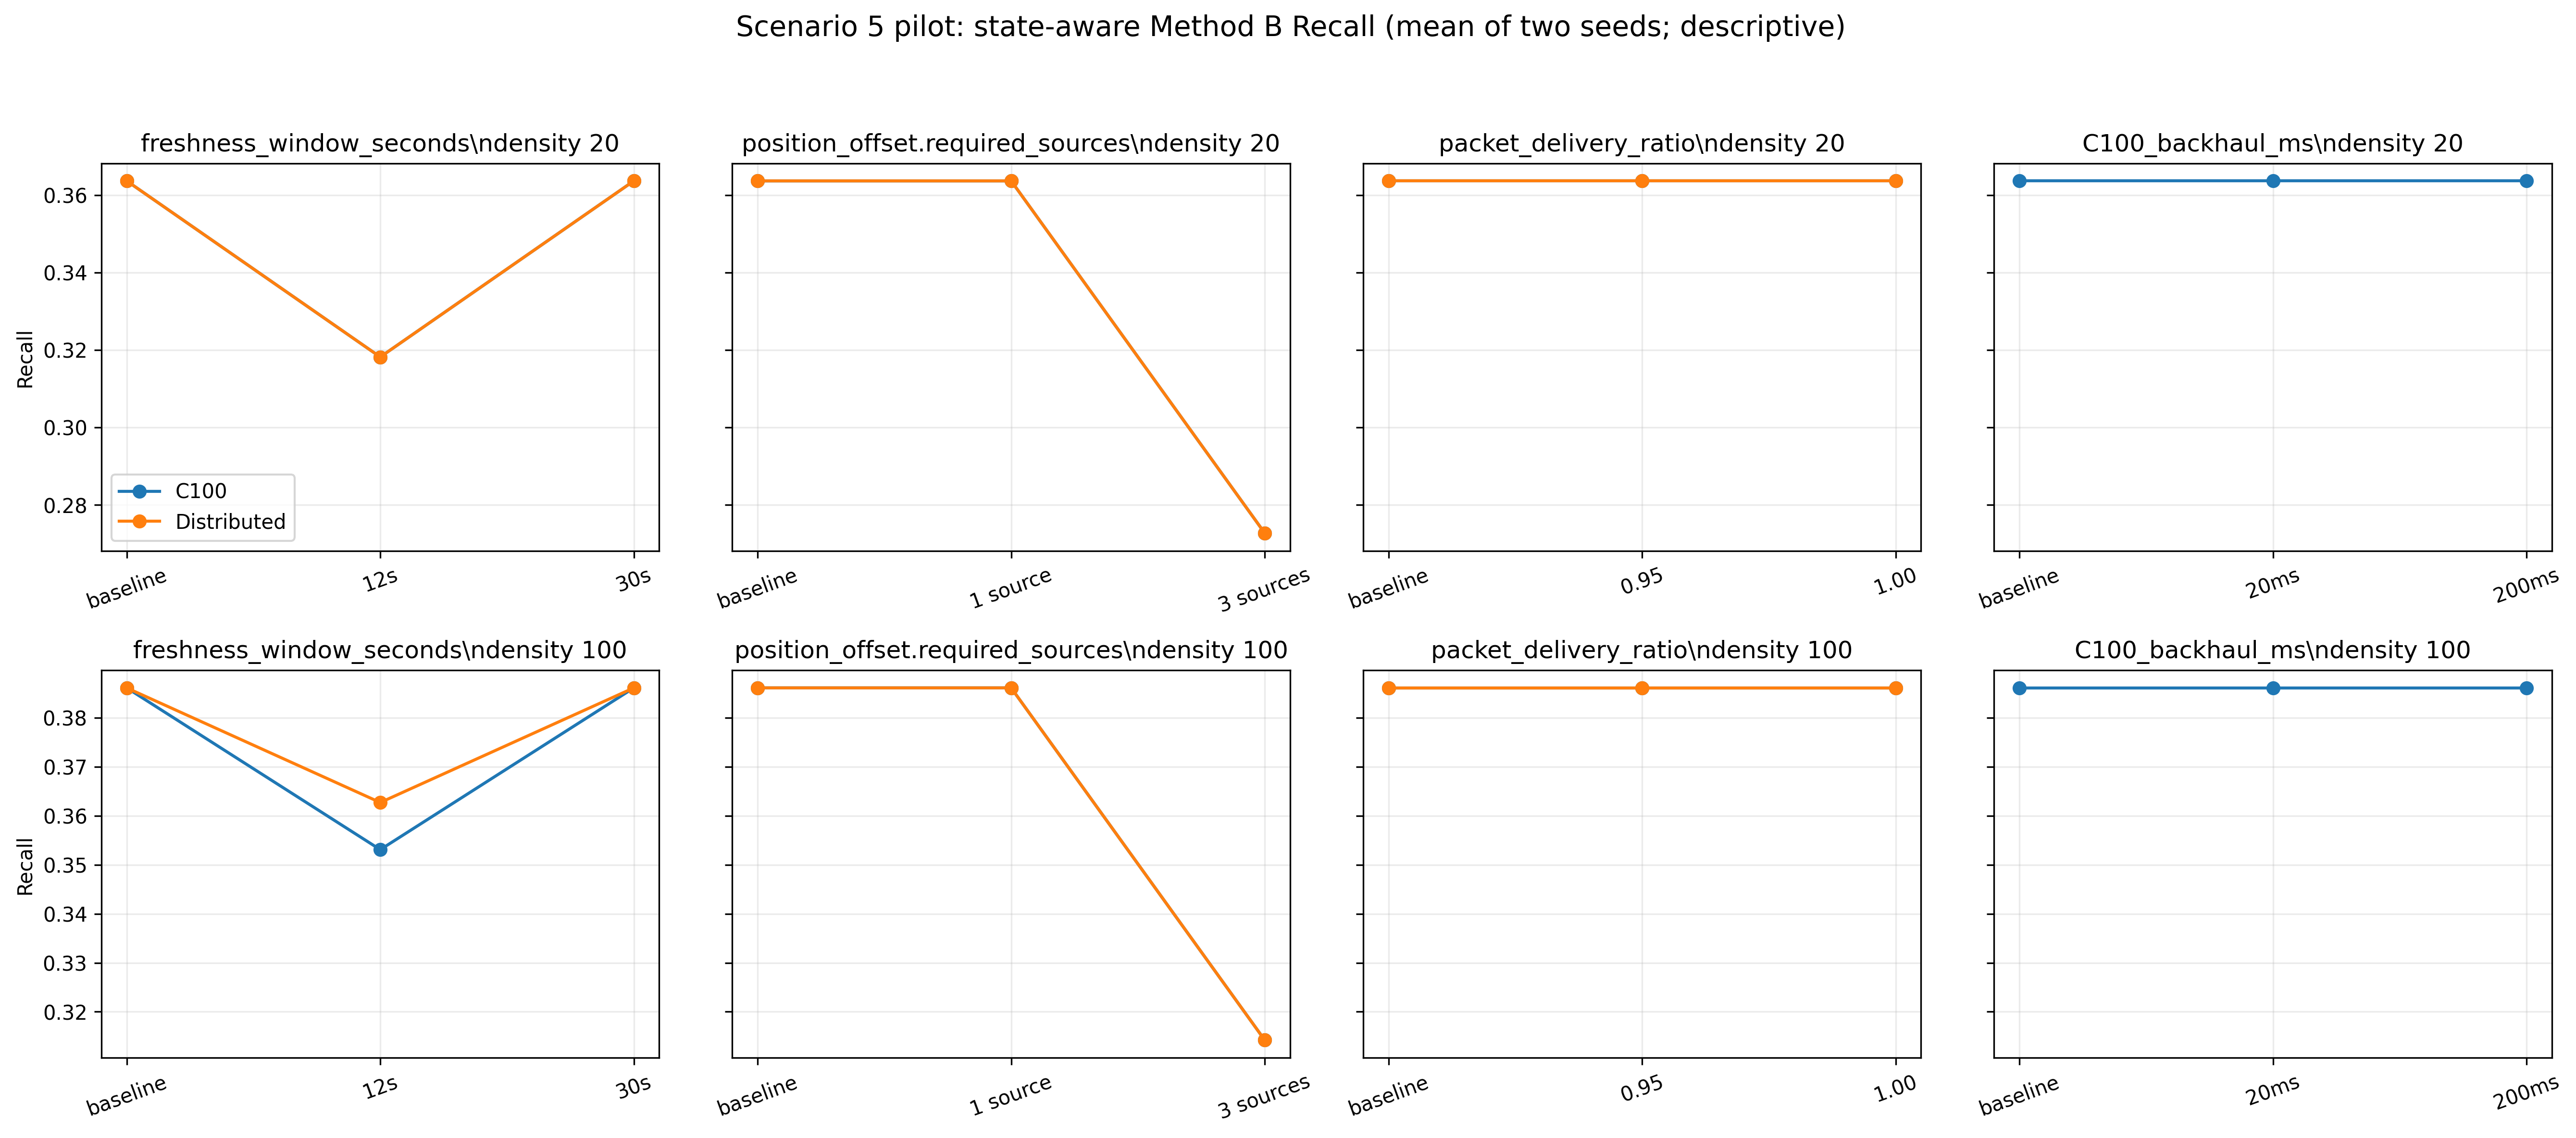 Scenario 5 pilot: state-aware Method B Recall (mean of two seeds; descriptive)
freshness_window_seconds\ndensity 20
position_offset.required_sources\ndensity 20
packet_delivery_ratio\ndensity 20
C100_backhaul_ms\ndensity 20
Recall
0.36
0.34
0.32
0.30
0.28
C100
Distributed
baseline
12s
30s
baseline
1 source
3 sources
baseline
0.95
1.00
baseline
20ms
200ms
freshness_window_seconds\ndensity 100
position_offset.required_sources\ndensity 100
packet_delivery_ratio\ndensity 100
C100_backhaul_ms\ndensity 100
Recall
0.38
0.37
0.36
0.35
0.34
0.33
0.32
baseline
12s
30s
baseline
1 source
3 sources
baseline
0.95
1.00
baseline
20ms
200ms